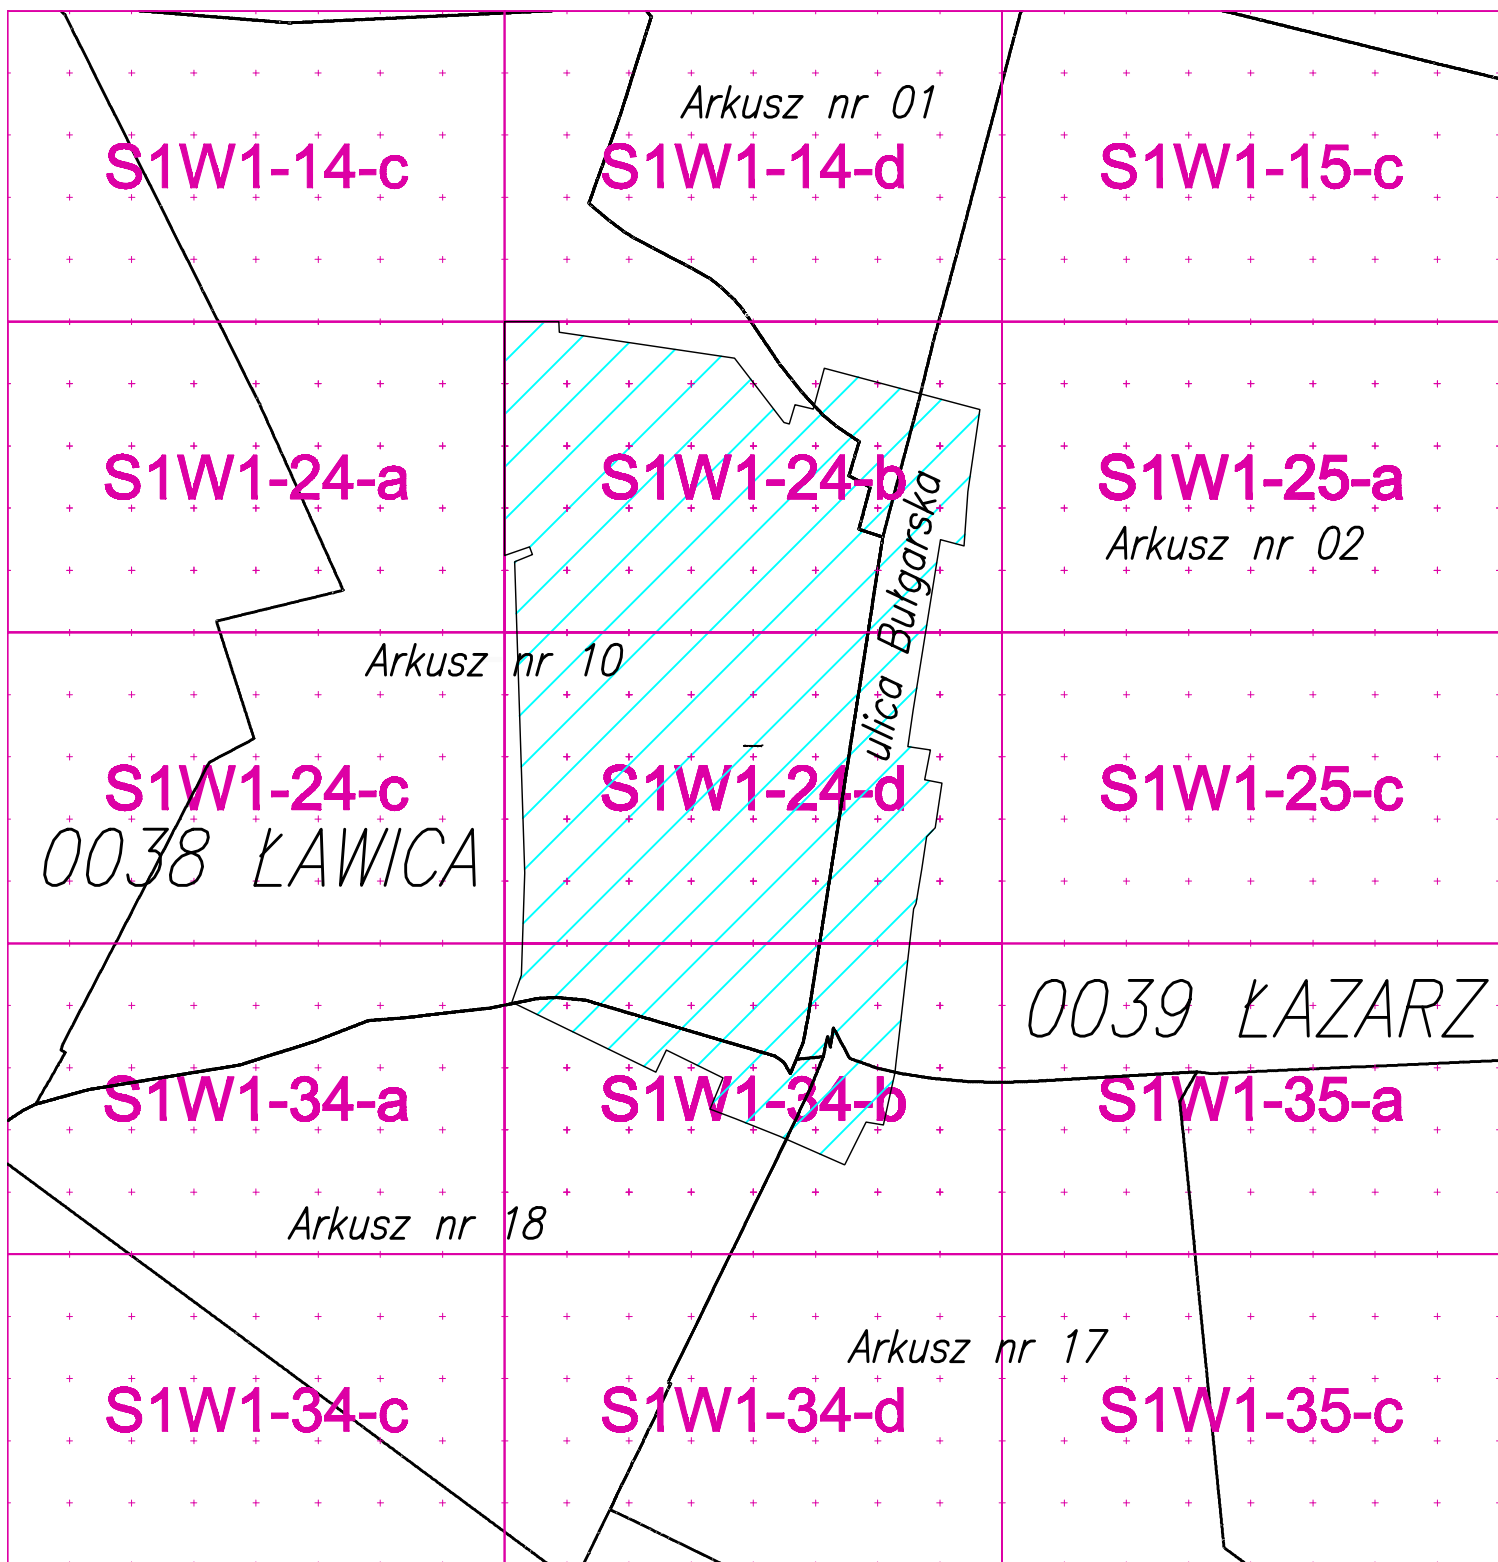 Arkusz nr 01
S1W1-14-c
S1W1-14-d
S1W1-15-c
S1W1-24-a
S1W1-24-b
S1W1-25-a
Arkusz nr 02
ulica Bułgarska
Arkusz nr 10
S1W1-24-c
S1W1-24-d
S1W1-25-c
0038 ŁAWICA
0039 ŁAZARZ
S1W1-34-a
S1W1-34-b
S1W1-35-a
Arkusz nr 18
Arkusz nr 17
S1W1-34-c
S1W1-34-d
S1W1-35-c